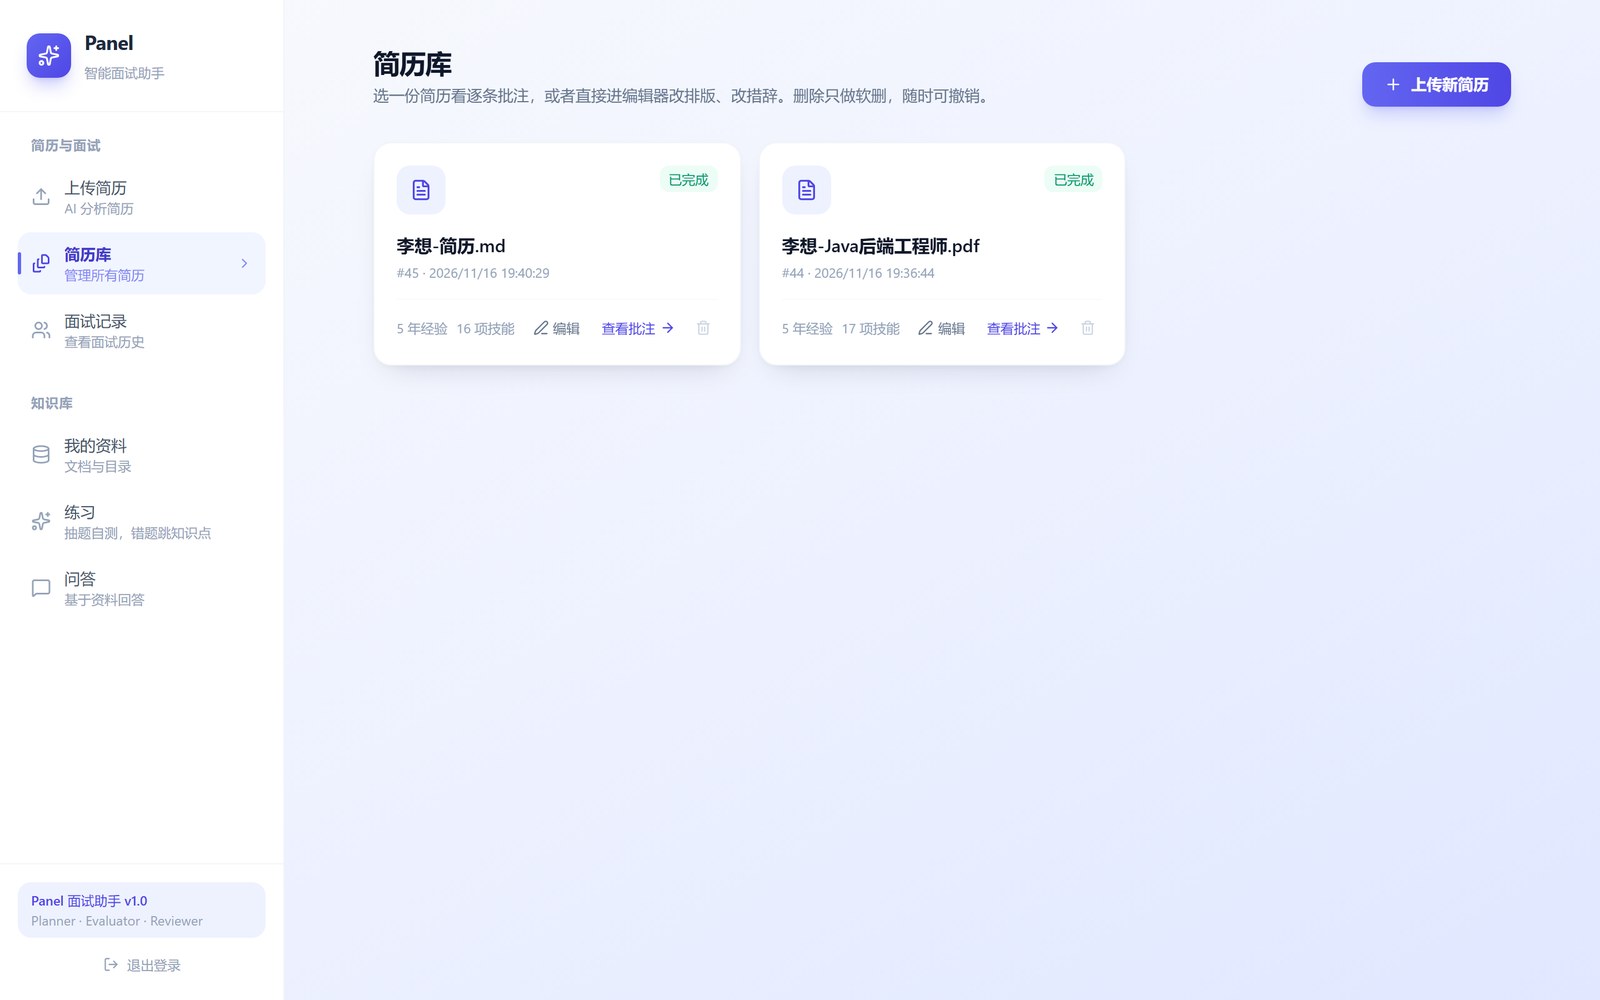 Panel
智能面试助手
简历与面试
上传简历
AI 分析简历
简历库
管理所有简历
面试记录
查看面试历史
知识库
我的资料
文档与目录
练习
抽题自测，错题跳知识点
问答
基于资料回答
Panel 面试助手 v1.0
Planner · Evaluator · Reviewer
退出登录
简历库
选一份简历看逐条批注，或者直接进编辑器改排版、改措辞。删除只做软删，随时可撤销。
上传新简历
已完成
李想-简历.md
#45 · 2026/11/16 19:40:29
5 年经验 16 项技能 编辑 查看批注
已完成
李想-Java后端工程师.pdf
#44 · 2026/11/16 19:36:44
5 年经验 17 项技能 编辑 查看批注